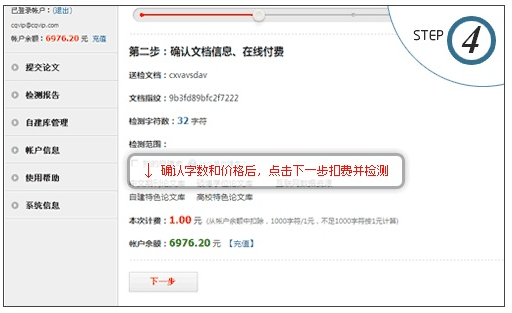 已登录帐户：(退出)
cqvip@cqvip.com
帐户余额：6976.20 元 充值
提交论文
检测报告
自建库管理
帐户信息
使用帮助
系统信息
STEP 4
第二步：确认文档信息、在线付费
送检文档：cxvavsdav
文档指纹：9b3fd89bfc2f7222
检测字符数：32 字符
检测范围：
↓ 确认字数和价格后，点击下一步扣费并检测
自建特色论文库 高校特色论文库
本次计费：1.00 元 (从帐户余额中扣除，1000字符/1元，不足1000字符按1元计算)
帐户余额：6976.20 元 【充值】
下一步